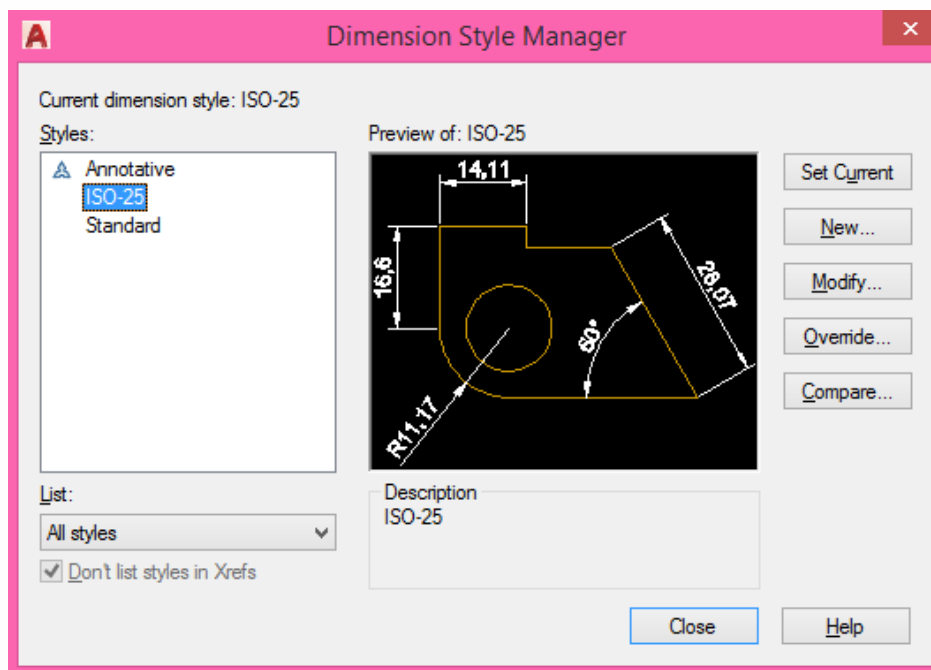 Dimension Style Manager
Current dimension style: ISO-25
Styles:
Annotative
ISO-25
Standard
Preview of: ISO-25
14,11
16,6
28,07
60°
R11,17
Set Current
New...
Modify...
Override...
Compare...
List:
All styles
Don't list styles in Xrefs
Description
ISO-25
Close
Help